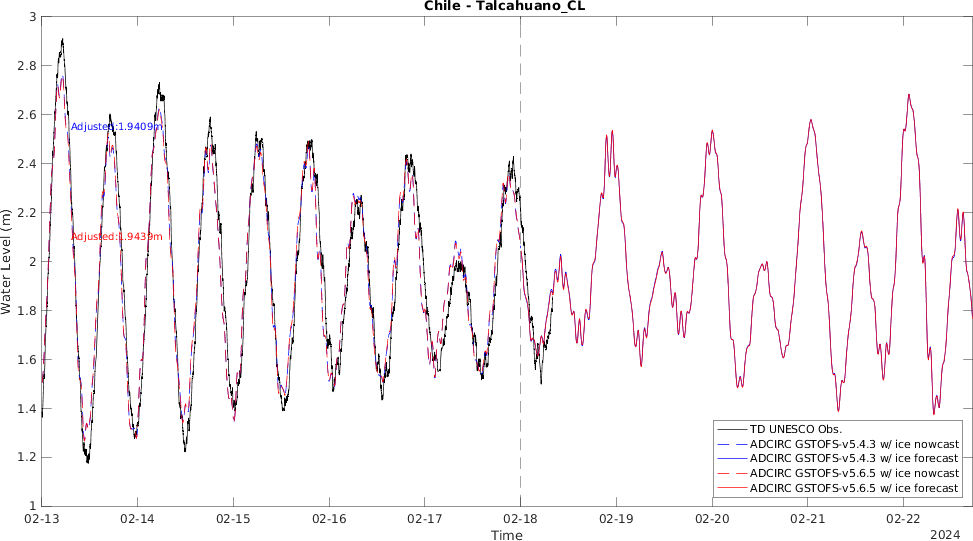 Chile - Talcahuano_CL
3
2.8
2.6
2.4
2.2
2
1.8
1.6
1.4
1.2
1
Water Level (m)
Adjusted:1.9409m
Adjusted:1.9439m
TD UNESCO Obs.
ADCIRC GSTOFS-v5.4.3 w/ ice nowcast
ADCIRC GSTOFS-v5.4.3 w/ ice forecast
ADCIRC GSTOFS-v5.6.5 w/ ice nowcast
ADCIRC GSTOFS-v5.6.5 w/ ice forecast
02-13 02-14 02-15 02-16 02-17 02-18 02-19 02-20 02-21 02-22
Time
2024